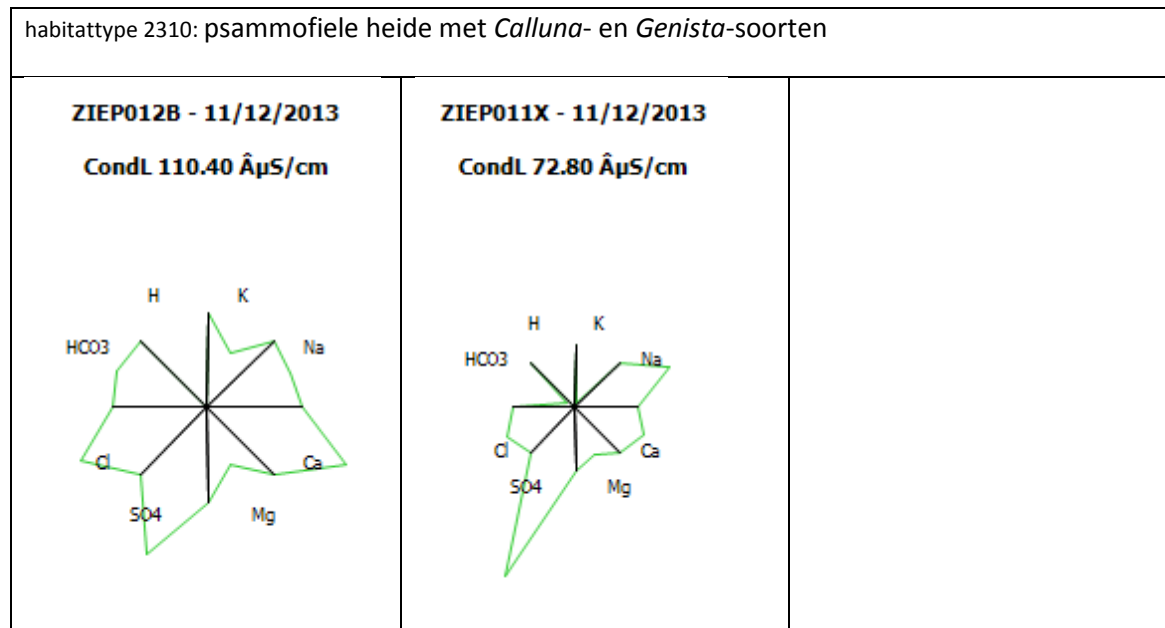 habitattype 2310: psammofiele heide met Calluna- en Genista-soorten
ZIEP012B - 11/12/2013
CondL 110.40 ÂµS/cm
H K
HCO3 Na
Cl Ca
SO4 Mg
ZIEP011X - 11/12/2013
CondL 72.80 ÂµS/cm
H K
HCO3 Na
Cl Ca
SO4 Mg